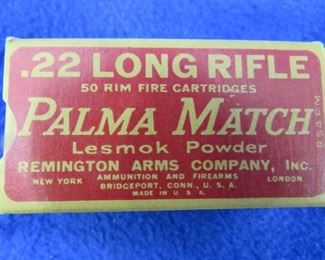 .22 LONG RIFLE
50 RIM FIRE CARTRIDGES
PALMA MATCH
Lesmok Powder
REMINGTON ARMS COMPANY, INC.
NEW YORK AMMUNITION AND FIREARMS LONDON
BRIDGEPORT, CONN., U. S. A.
MADE IN U. S. A.